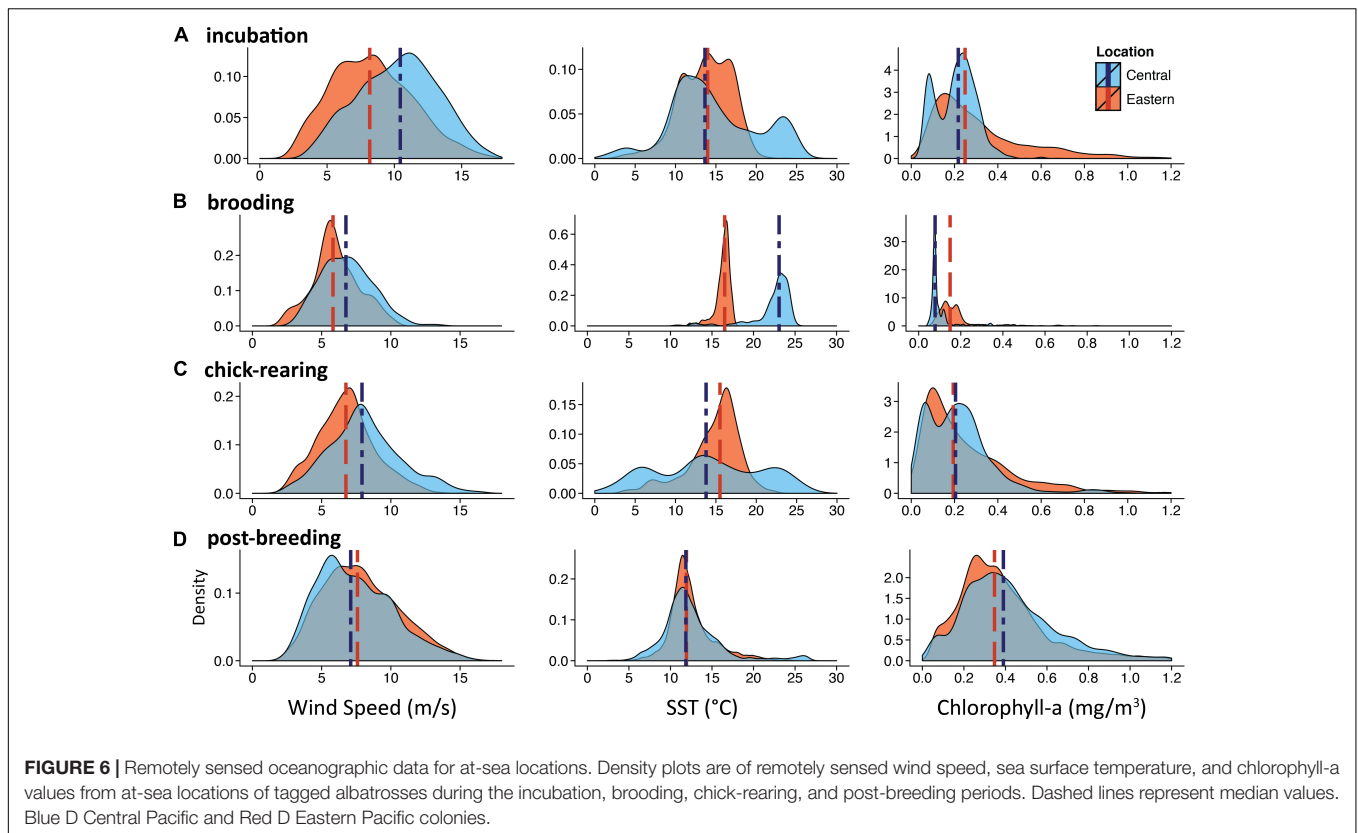 A incubation
0.10
0.05
0.00
0 5 10 15
0.10
0.05
0.00
0 5 10 15 20 25 30
4
3
2
1
0
0.0 0.2 0.4 0.6 0.8 1.0 1.2
Location
Central
Eastern
B brooding
0.2
0.1
0.0
0 5 10 15
0.6
0.4
0.2
0.0
0 5 10 15 20 25 30
30
20
10
0
0.0 0.2 0.4 0.6 0.8 1.0 1.2
C chick-rearing
0.2
0.1
0.0
0 5 10 15
0.15
0.10
0.05
0.00
0 5 10 15 20 25 30
3
2
1
0
0.0 0.2 0.4 0.6 0.8 1.0 1.2
D post-breeding
Density
0.1
0.0
0 5 10 15
0.2
0.1
0.0
0 5 10 15 20 25 30
2.0
1.5
1.0
0.5
0.0
0.0 0.2 0.4 0.6 0.8 1.0 1.2
Wind Speed (m/s) SST (°C) Chlorophyll-a (mg/m³)
FIGURE 6 | Remotely sensed oceanographic data for at-sea locations. Density plots are of remotely sensed wind speed, sea surface temperature, and chlorophyll-a
values from at-sea locations of tagged albatrosses during the incubation, brooding, chick-rearing, and post-breeding periods. Dashed lines represent median values.
Blue D Central Pacific and Red D Eastern Pacific colonies.